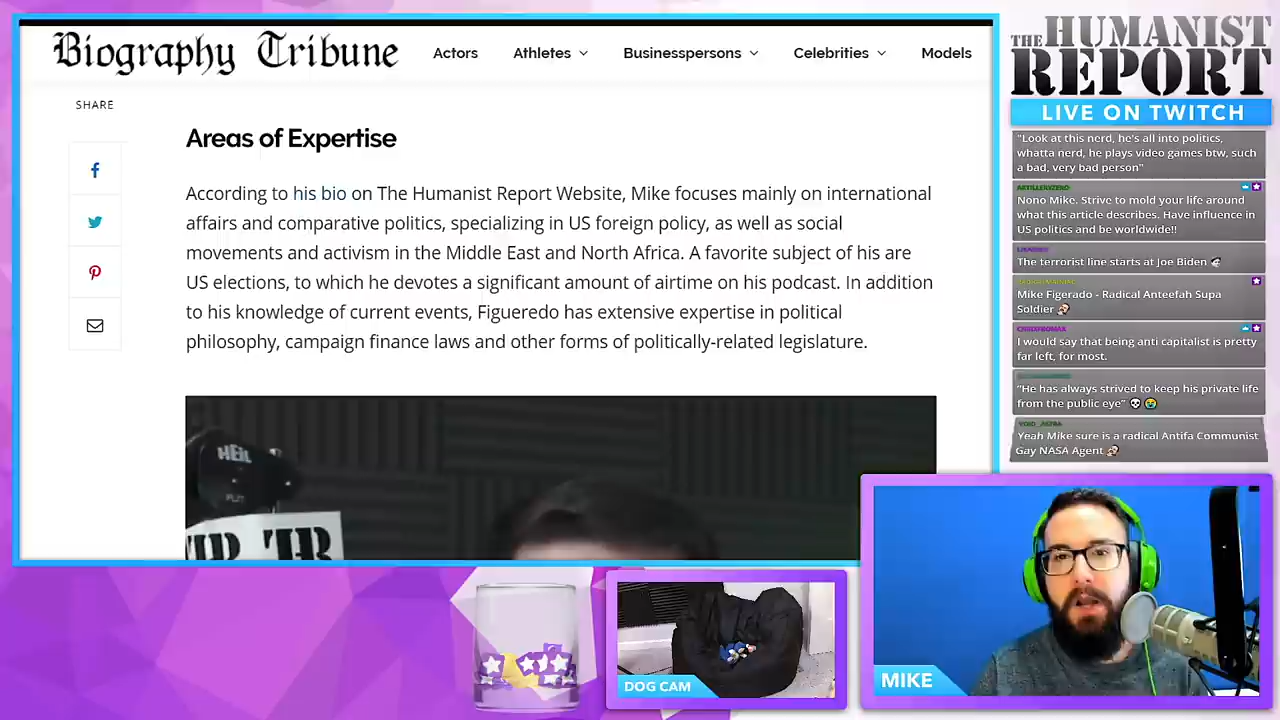 Biography Tribune
Actors
Athletes
Businesspersons
Celebrities
Models
SHARE
Areas of Expertise
According to his bio on The Humanist Report Website, Mike focuses mainly on international
affairs and comparative politics, specializing in US foreign policy, as well as social
movements and activism in the Middle East and North Africa. A favorite subject of his are
US elections, to which he devotes a significant amount of airtime on his podcast. In addition
to his knowledge of current events, Figueredo has extensive expertise in political
philosophy, campaign finance laws and other forms of politically-related legislature.
HEiL
THE HUMANIST
REPORT
LIVE ON TWITCH
"Look at this nerd, he's all into politics,
whatta nerd, he plays video games btw, such
a bad, very bad person"
ARTILLERYZERO
Nono Mike. Strive to mold your life around
what this article describes. Have influence in
US politics and be worldwide!!
The terrorist line starts at Joe Biden
Mike Figerado - Radical Anteefah Supa
Soldier
I would say that being anti capitalist is pretty
far left, for most.
"He has always strived to keep his private life
from the public eye"
Yeah Mike sure is a radical Antifa Communist
Gay NASA Agent
DOG CAM
MIKE